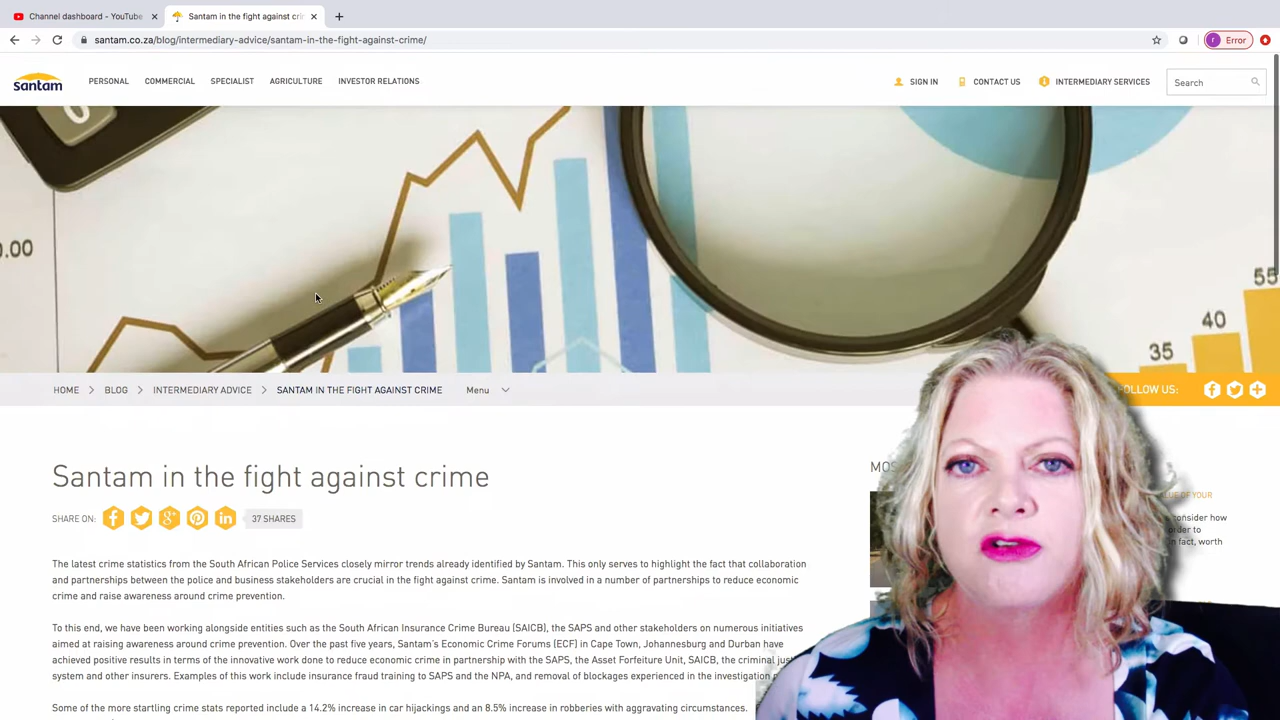 Channel dashboard - YouTube
Santam in the fight against cri
santam.co.za/blog/intermediary-advice/santam-in-the-fight-against-crime/
r Error
santam
PERSONAL COMMERCIAL SPECIALIST AGRICULTURE INVESTOR RELATIONS
SIGN IN CONTACT US INTERMEDIARY SERVICES Search
0
0.00
35 40 55
HOME BLOG INTERMEDIARY ADVICE SANTAM IN THE FIGHT AGAINST CRIME Menu
FOLLOW US:
Santam in the fight against crime
SHARE ON: 37 SHARES
The latest crime statistics from the South African Police Services closely mirror trends already identified by Santam. This only serves to highlight the fact that collaboration
and partnerships between the police and business stakeholders are crucial in the fight against crime. Santam is involved in a number of partnerships to reduce economic
crime and raise awareness around crime prevention.
To this end, we have been working alongside entities such as the South African Insurance Crime Bureau (SAICB), the SAPS and other stakeholders on numerous initiatives
aimed at raising awareness around crime prevention. Over the past five years, Santam's Economic Crime Forums (ECF) in Cape Town, Johannesburg and Durban have
achieved positive results in terms of the innovative work done to reduce economic crime in partnership with the SAPS, the Asset Forfeiture Unit, SAICB, the criminal
system and other insurers. Examples of this work include insurance fraud training to SAPS and the NPA, and removal of blockages experienced in the investigation
Some of the more startling crime stats reported include a 14.2% increase in car hijackings and an 8.5% increase in robberies with aggravating circumstances.
MOS
UE OF YOUR
consider how
order to
n fact, worth